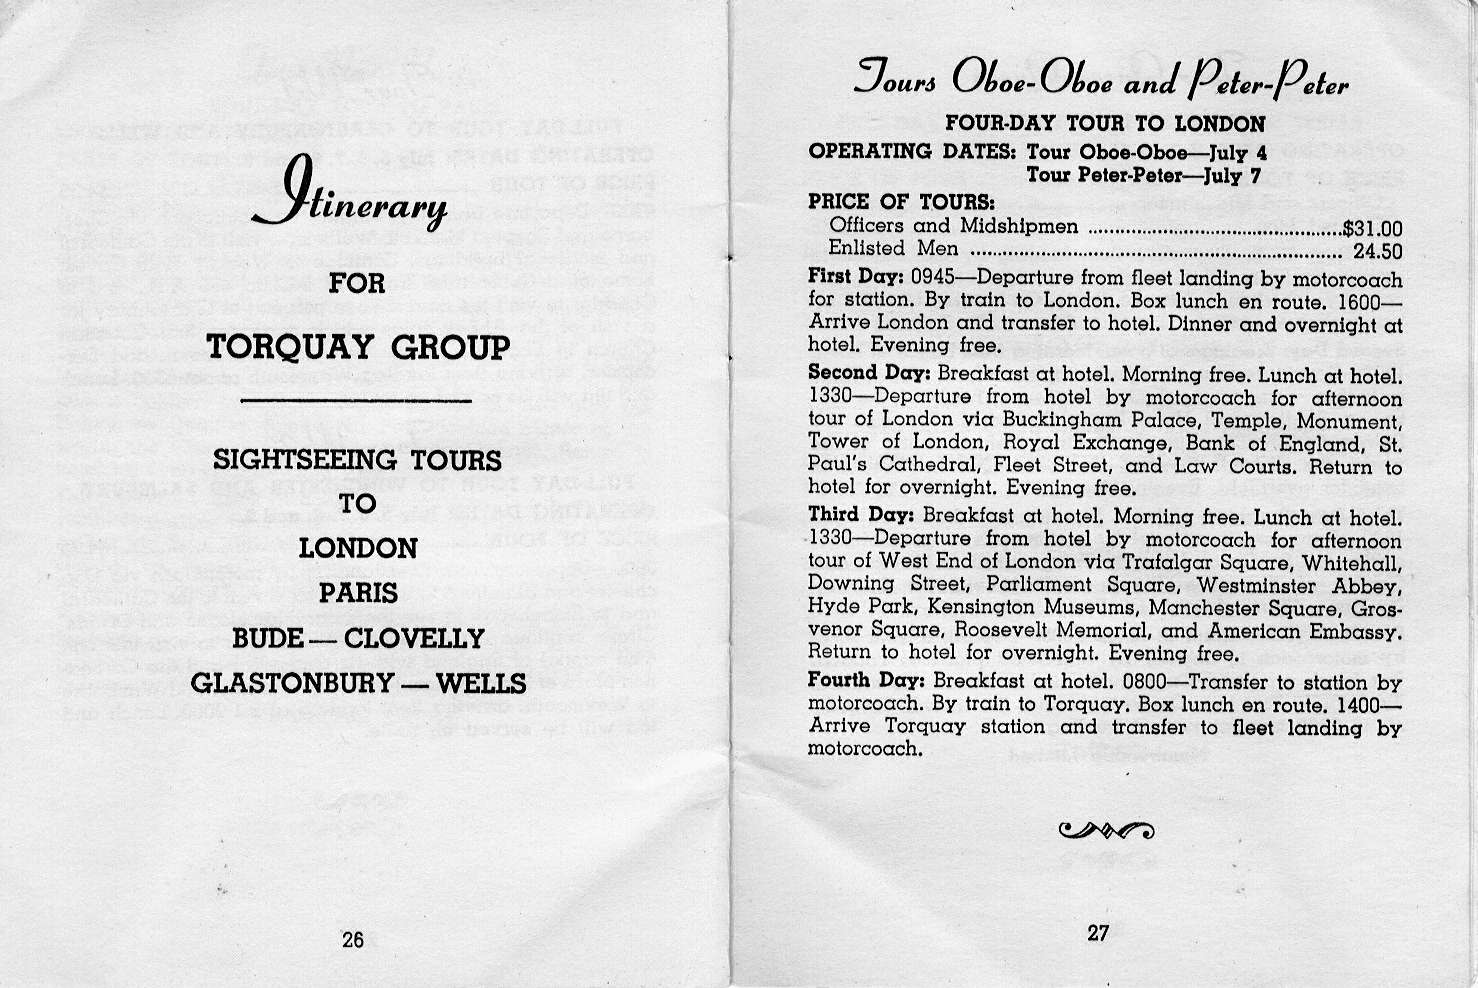 Itinerary
FOR
TORQUAY GROUP
SIGHTSEEING TOURS
TO
LONDON
PARIS
BUDE — CLOVELLY
GLASTONBURY — WELLS
26
Tours Oboe-Oboe and Peter-Peter
FOUR-DAY TOUR TO LONDON
OPERATING DATES: Tour Oboe-Oboe—July 4
Tour Peter-Peter—July 7
PRICE OF TOURS:
Officers and Midshipmen ............................................$31.00
Enlisted Men ................................................................ 24.50
First Day: 0945—Departure from fleet landing by motorcoach
for station. By train to London. Box lunch en route. 1600—
Arrive London and transfer to hotel. Dinner and overnight at
hotel. Evening free.
Second Day: Breakfast at hotel. Morning free. Lunch at hotel.
1330—Departure from hotel by motorcoach for afternoon
tour of London via Buckingham Palace, Temple, Monument,
Tower of London, Royal Exchange, Bank of England, St.
Paul's Cathedral, Fleet Street, and Law Courts. Return to
hotel for overnight. Evening free.
Third Day: Breakfast at hotel. Morning free. Lunch at hotel.
1330—Departure from hotel by motorcoach for afternoon
tour of West End of London via Trafalgar Square, Whitehall,
Downing Street, Parliament Square, Westminster Abbey,
Hyde Park, Kensington Museums, Manchester Square, Gros-
venor Square, Roosevelt Memorial, and American Embassy.
Return to hotel for overnight. Evening free.
Fourth Day: Breakfast at hotel. 0800—Transfer to station by
motorcoach. By train to Torquay. Box lunch en route. 1400—
Arrive Torquay station and transfer to fleet landing by
motorcoach.
27